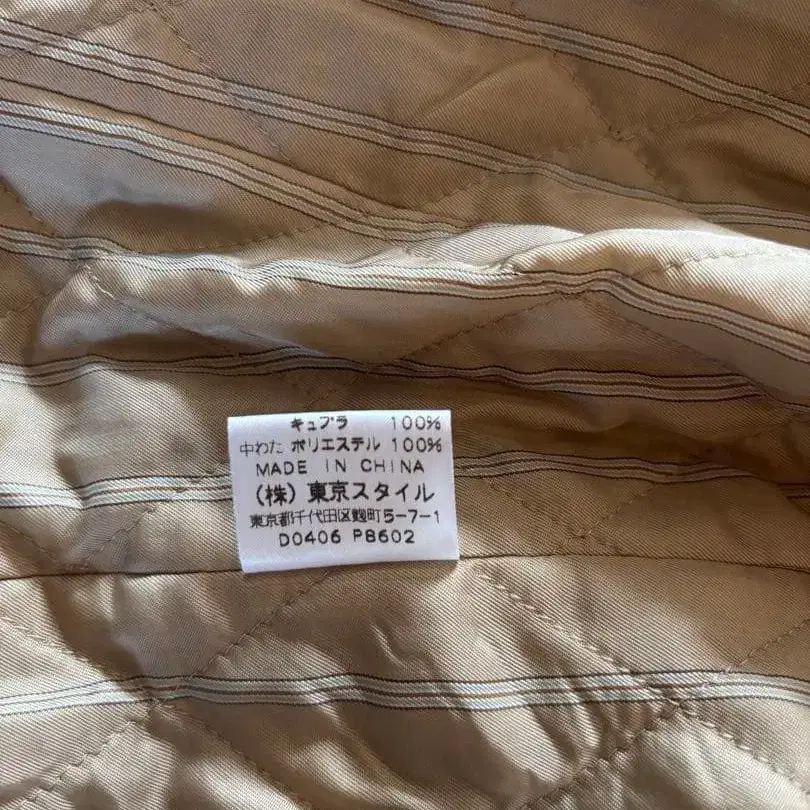 キュプラ 100%
中わた ポリエステル 100%
MADE IN CHINA
(株) 東京スタイル
東京都千代田区麹町5-7-1
D0406 P8602